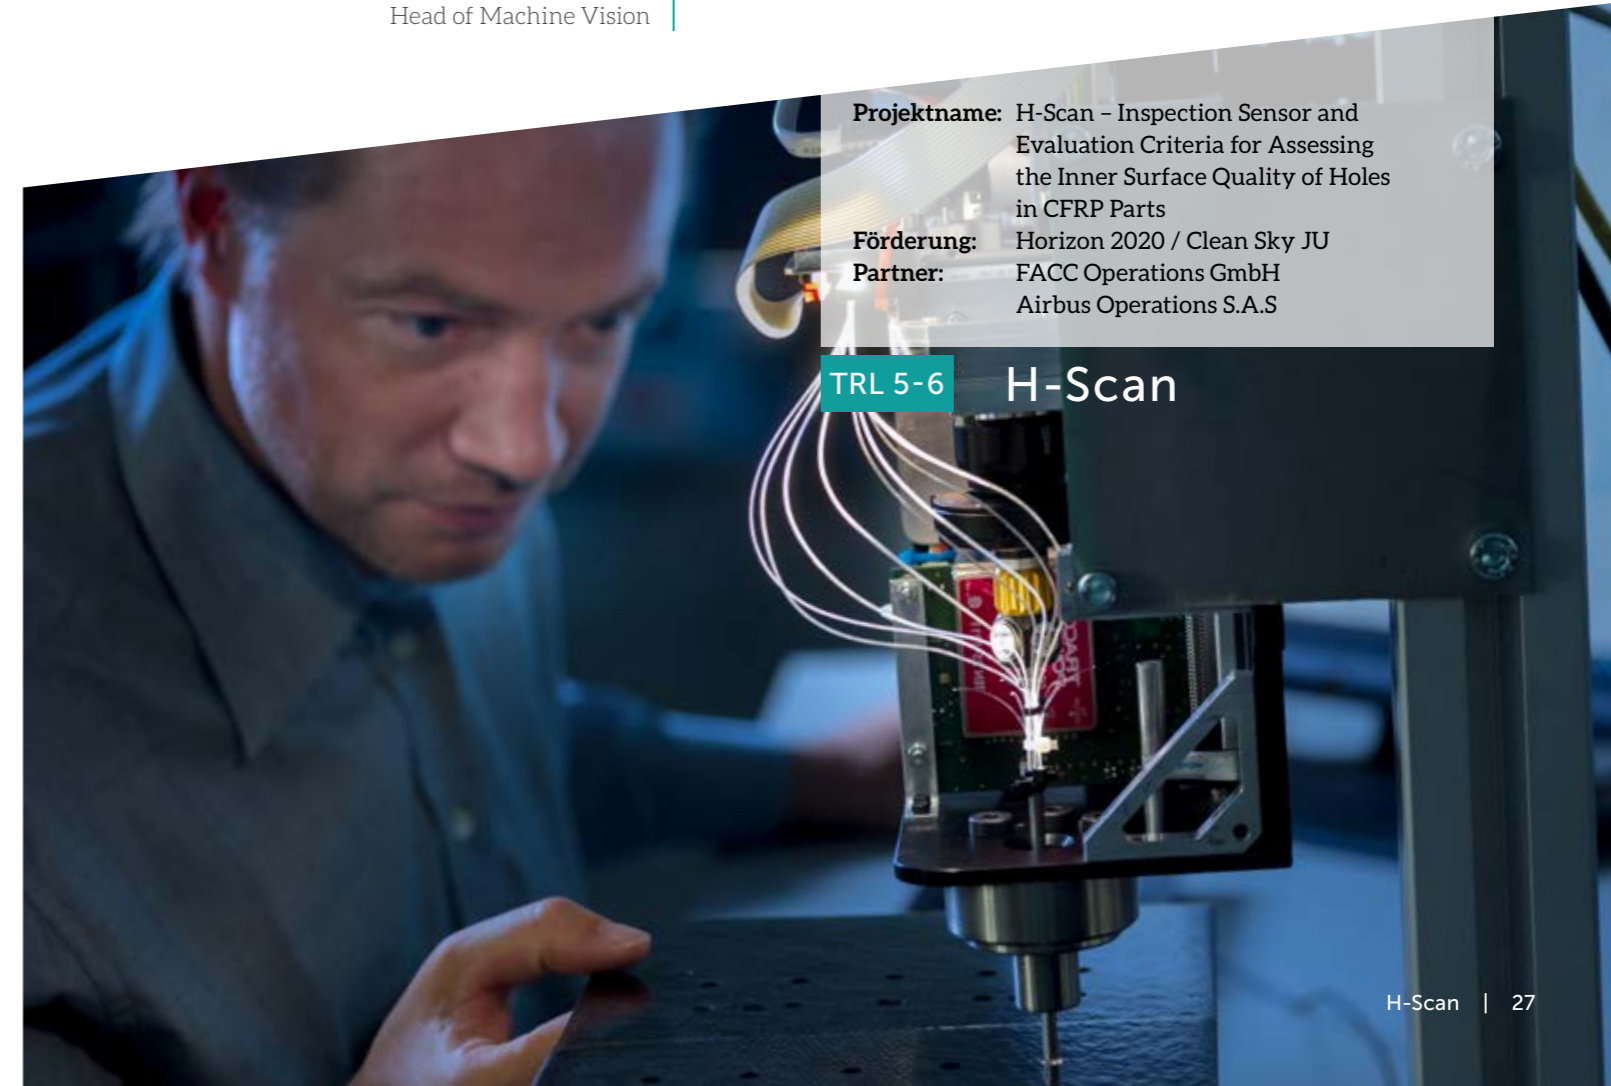 Head of Machine Vision
Projektname: H-Scan – Inspection Sensor and
Evaluation Criteria for Assessing
the Inner Surface Quality of Holes
in CFRP Parts
Förderung: Horizon 2020 / Clean Sky JU
Partner: FACC Operations GmbH
Airbus Operations S.A.S
TRL 5-6 H-Scan
H-Scan | 27